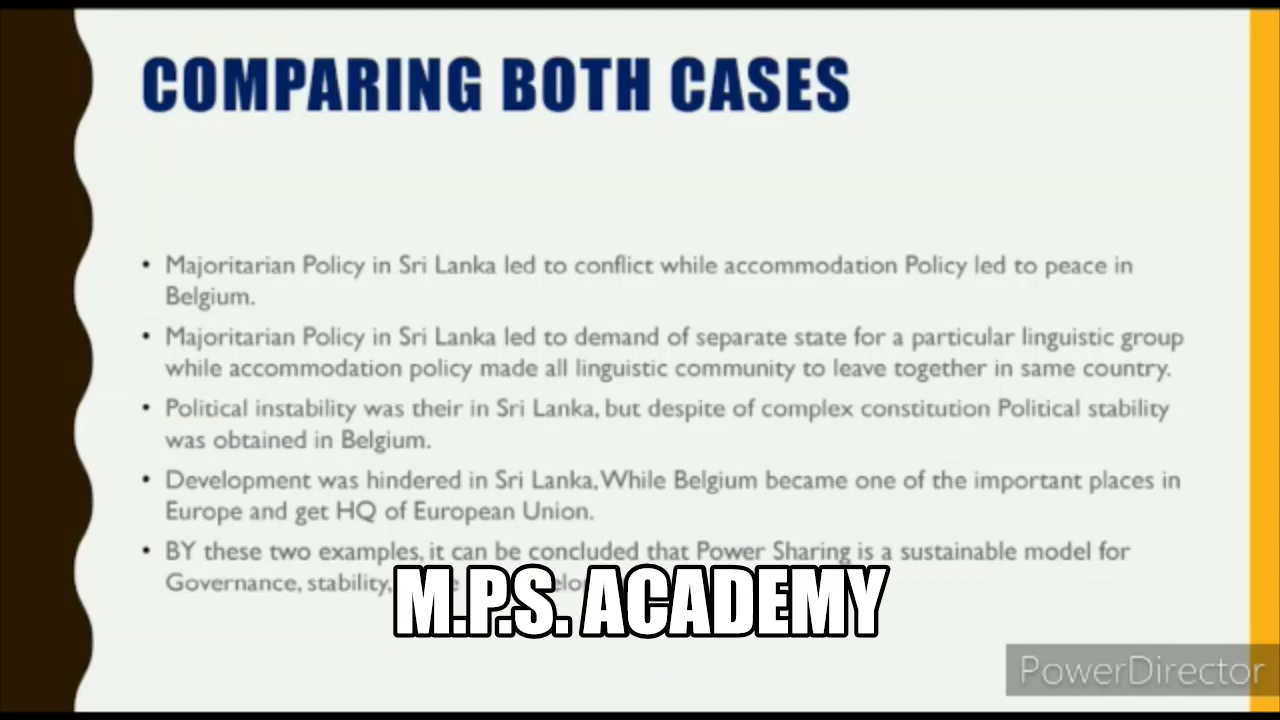 COMPARING BOTH CASES
• Majoritarian Policy in Sri Lanka led to conflict while accommodation Policy led to peace in
Belgium.
• Majoritarian Policy in Sri Lanka led to demand of separate state for a particular linguistic group
while accommodation policy made all linguistic community to leave together in same country.
• Political instability was their in Sri Lanka, but despite of complex constitution Political stability
was obtained in Belgium.
• Development was hindered in Sri Lanka, While Belgium became one of the important places in
Europe and get HQ of European Union.
• BY these two examples, it can be concluded that Power Sharing is a sustainable model for
Governance, stability,
M.P.S. ACADEMY
PowerDirector